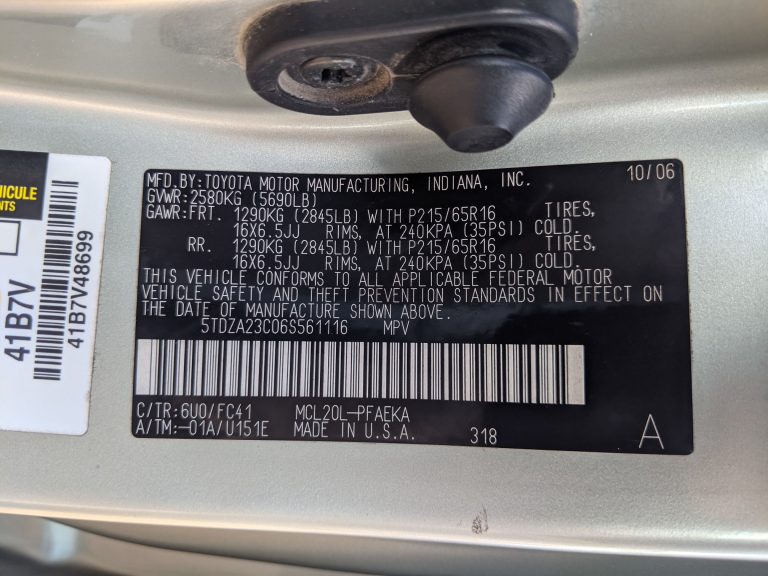 HICULE
NTS
41B7V
41B7V48699
MFD.BY:TOYOTA MOTOR MANUFACTURING, INDIANA, INC. 10/06
GVWR:2580KG (5690LB)
GAWR:FRT. 1290KG (2845LB) WITH P215/65R16 TIRES,
16X6.5JJ RIMS, AT 240KPA (35PSI) COLD.
RR. 1290KG (2845LB) WITH P215/65R16 TIRES,
16X6.5JJ RIMS, AT 240KPA (35PSI) COLD.
THIS VEHICLE CONFORMS TO ALL APPLICABLE FEDERAL MOTOR
VEHICLE SAFETY AND THEFT PREVENTION STANDARDS IN EFFECT ON
THE DATE OF MANUFACTURE SHOWN ABOVE.
5TDZA23C06S561116 MPV
C/TR:6U0/FC41 MCL20L-PFAEKA
A/TM:-01A/U151E MADE IN U.S.A. 318 A